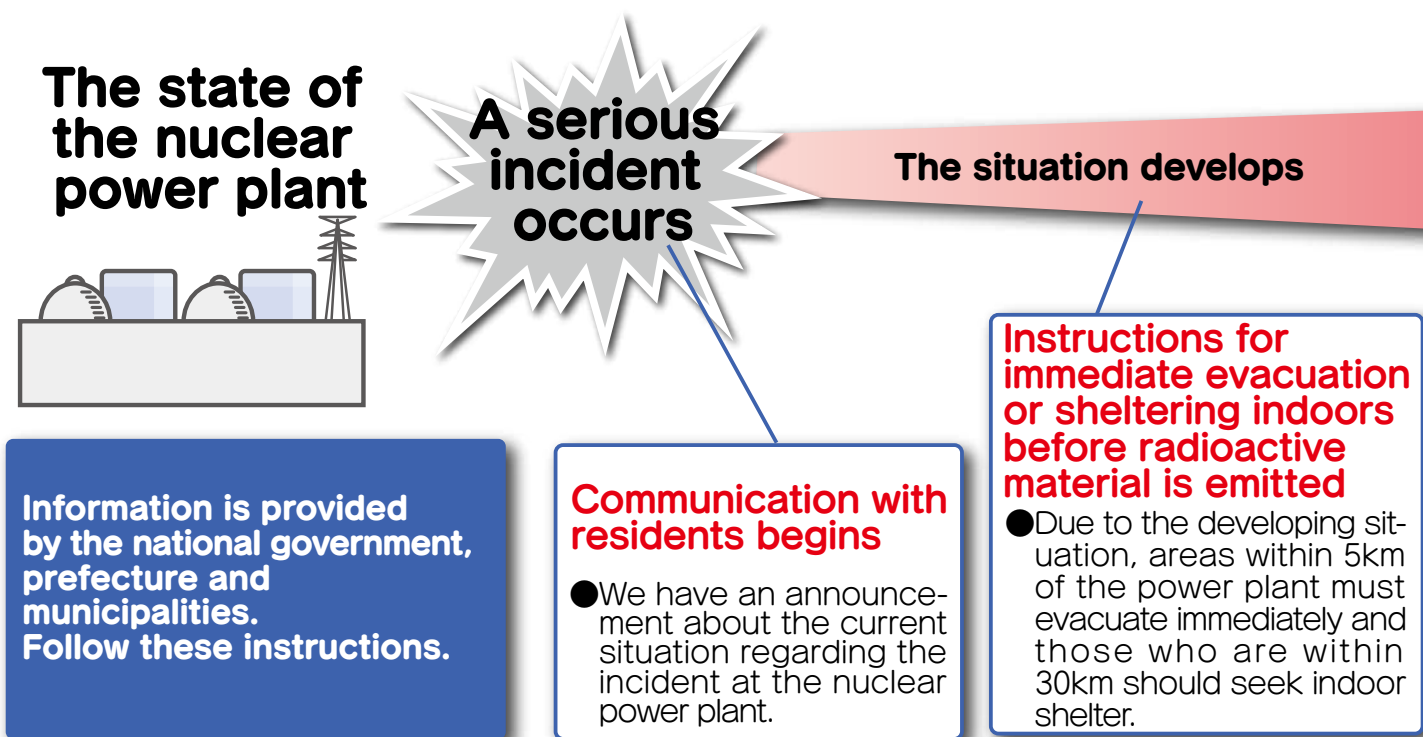 The state of
the nuclear
power plant
A serious
incident
occurs
The situation develops
Information is provided
by the national government,
prefecture and
municipalities.
Follow these instructions.
Communication with
residents begins
●We have an announce-
ment about the current
situation regarding the
incident at the nuclear
power plant.
Instructions for
immediate evacuation
or sheltering indoors
before radioactive
material is emitted
●Due to the developing sit-
uation, areas within 5km
of the power plant must
evacuate immediately and
those who are within
30km should seek indoor
shelter.